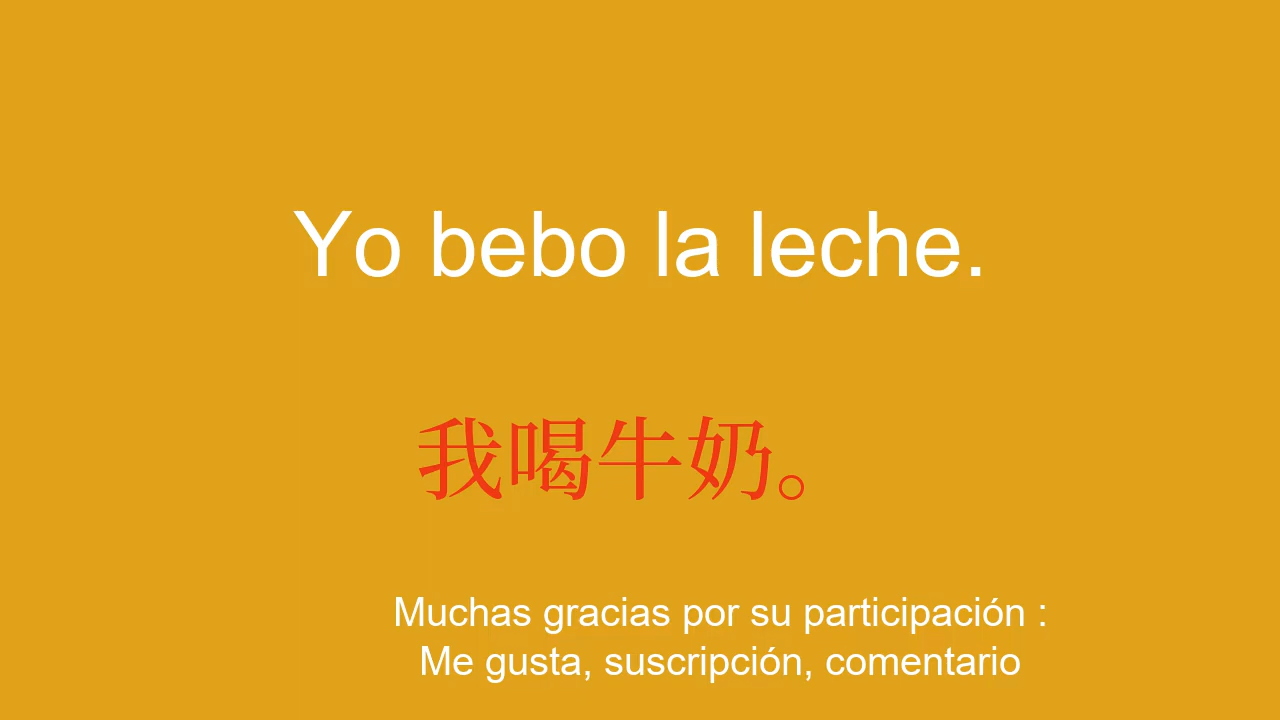 Yo bebo la leche.
我喝牛奶。
Muchas gracias por su participación :
Me gusta, suscripción, comentario